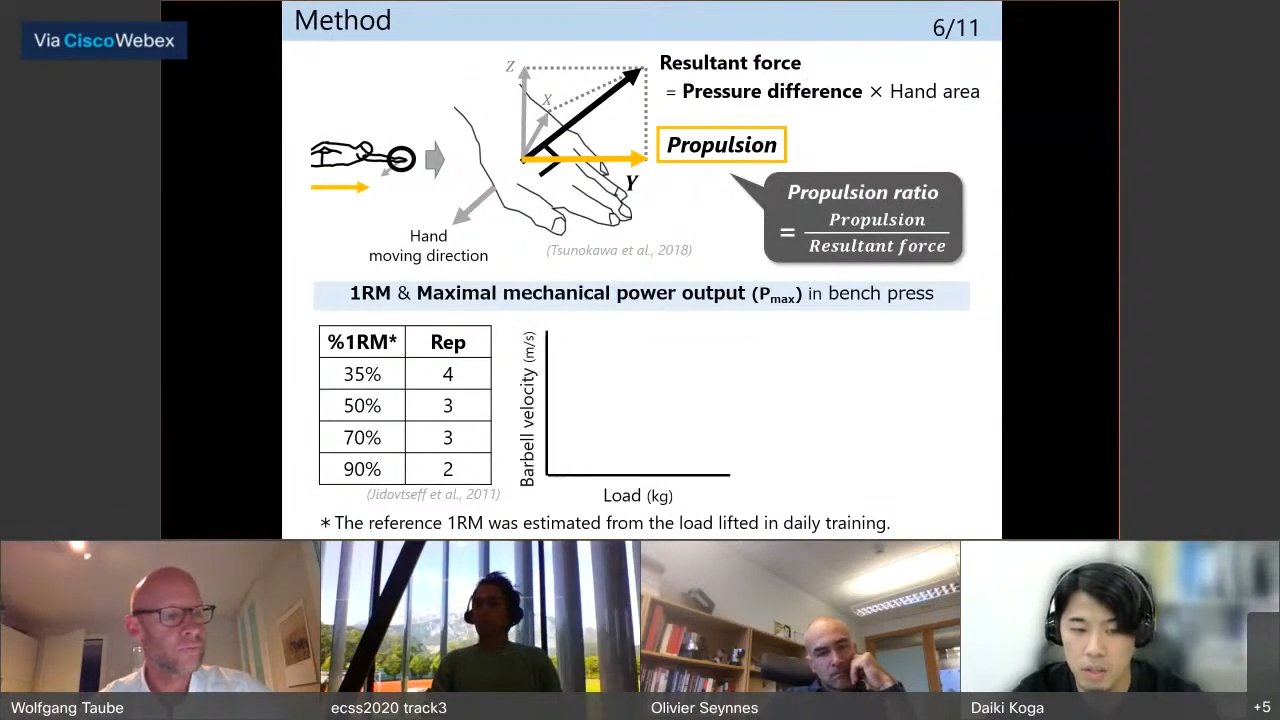 Via Cisco Webex
Method
6/11
Z
X
Y
Resultant force
= Pressure difference × Hand area
Propulsion
Propulsion ratio
= Propulsion
Resultant force
Hand
moving direction
(Tsunokawa et al., 2018)
1RM & Maximal mechanical power output (Pmax) in bench press
%1RM* Rep
35% 4
50% 3
70% 3
90% 2
(Jidovtseff et al., 2011)
Barbell velocity (m/s)
Load (kg)
* The reference 1RM was estimated from the load lifted in daily training.
Wolfgang Taube
ecss2020 track3
Olivier Seynnes
Daiki Koga
+5